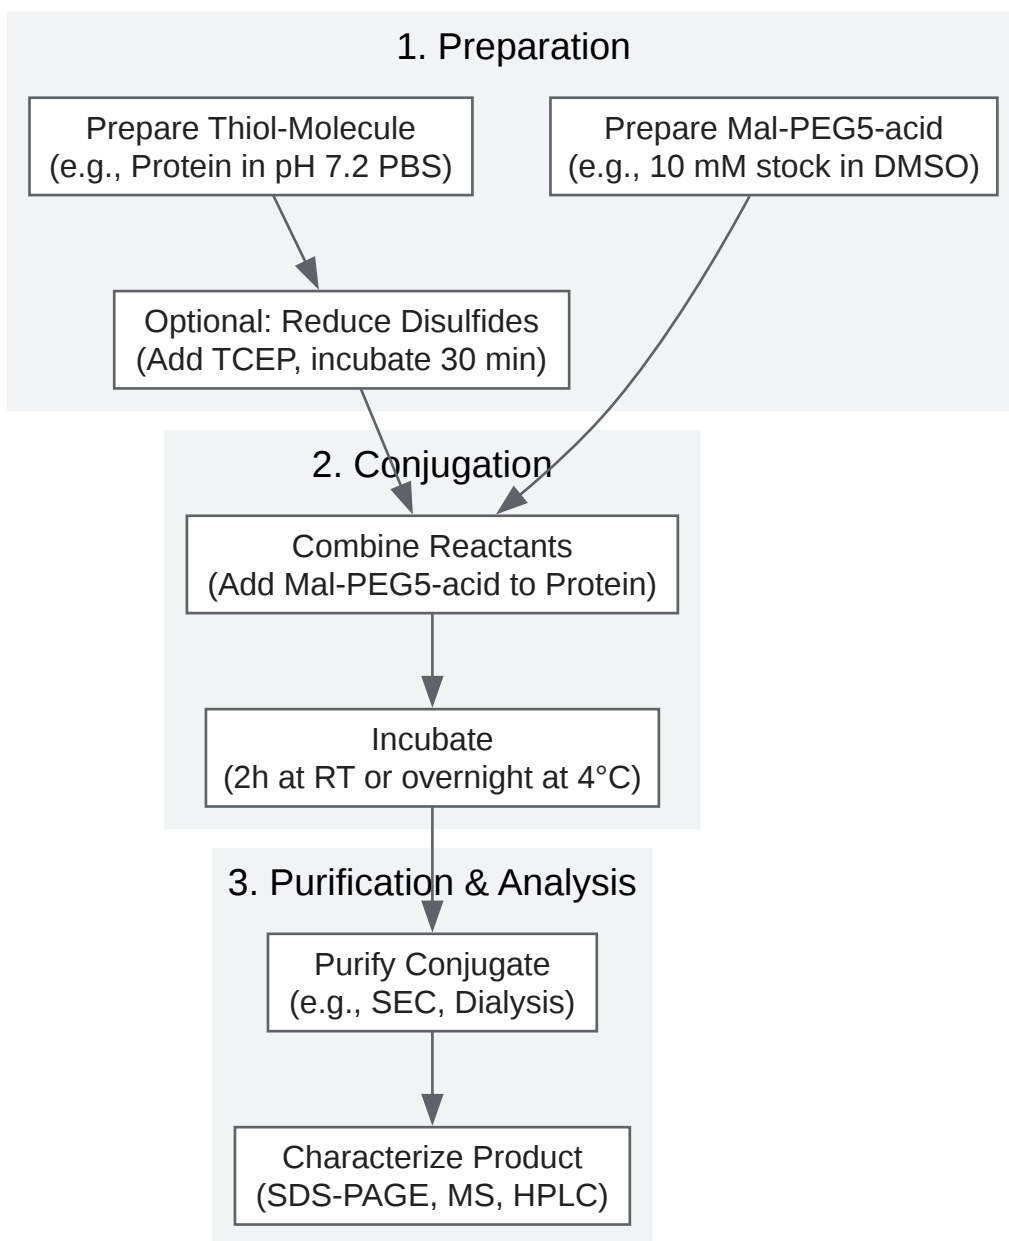 1. Preparation
Prepare Thiol-Molecule
(e.g., Protein in pH 7.2 PBS)
Prepare Mal-PEG5-acid
(e.g., 10 mM stock in DMSO)
Optional: Reduce Disulfides
(Add TCEP, incubate 30 min)
2. Conjugation
Combine Reactants
(Add Mal-PEG5-acid to Protein)
Incubate
(2h at RT or overnight at 4°C)
3. Purification & Analysis
Purify Conjugate
(e.g., SEC, Dialysis)
Characterize Product
(SDS-PAGE, MS, HPLC)